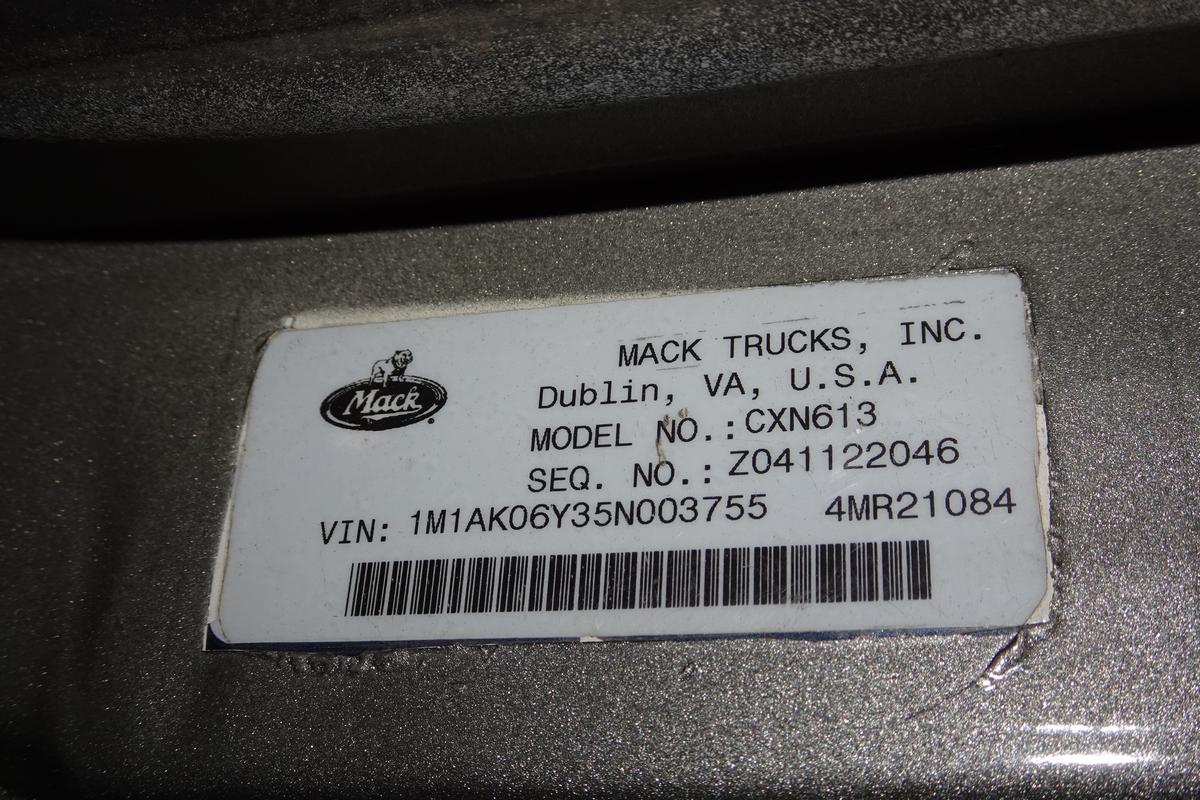 Mack
MACK TRUCKS, INC.
Dublin, VA, U.S.A.
MODEL NO.:CXN613
SEQ. NO.: Z041122046
VIN: 1M1AK06Y35N003755 4MR21084